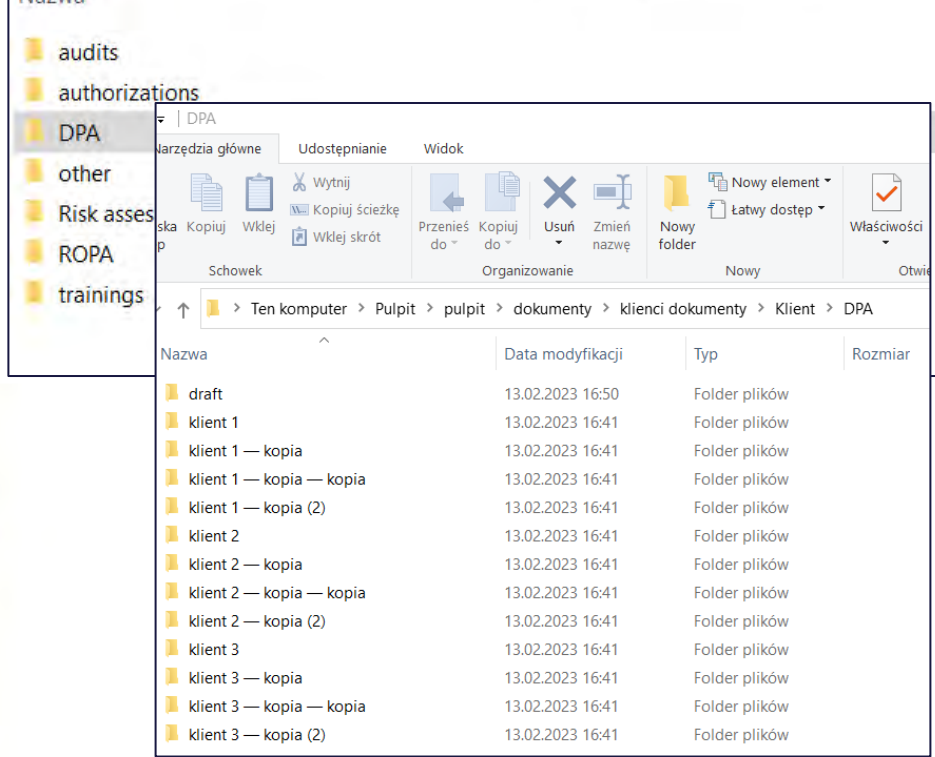 Nazwa
audits
authorizations
DPA
other
Risk asses
ROPA
trainings
DPA
Narzędzia główne Udostępnianie Widok
Kopiuj Wklej
Wytnij
Kopiuj ścieżkę
Wklej skrót
Przenieś do
Kopiuj do
Usuń
Zmień nazwę
Nowy folder
Nowy element
Łatwy dostęp
Właściwości
Schowek Organizowanie Nowy
> Ten komputer > Pulpit > pulpit > dokumenty > klienci dokumenty > Klient > DPA
Nazwa Data modyfikacji Typ Rozmiar
draft 13.02.2023 16:50 Folder plików
klient 1 13.02.2023 16:41 Folder plików
klient 1 — kopia 13.02.2023 16:41 Folder plików
klient 1 — kopia — kopia 13.02.2023 16:41 Folder plików
klient 1 — kopia (2) 13.02.2023 16:41 Folder plików
klient 2 13.02.2023 16:41 Folder plików
klient 2 — kopia 13.02.2023 16:41 Folder plików
klient 2 — kopia — kopia 13.02.2023 16:41 Folder plików
klient 2 — kopia (2) 13.02.2023 16:41 Folder plików
klient 3 13.02.2023 16:41 Folder plików
klient 3 — kopia 13.02.2023 16:41 Folder plików
klient 3 — kopia — kopia 13.02.2023 16:41 Folder plików
klient 3 — kopia (2) 13.02.2023 16:41 Folder plików